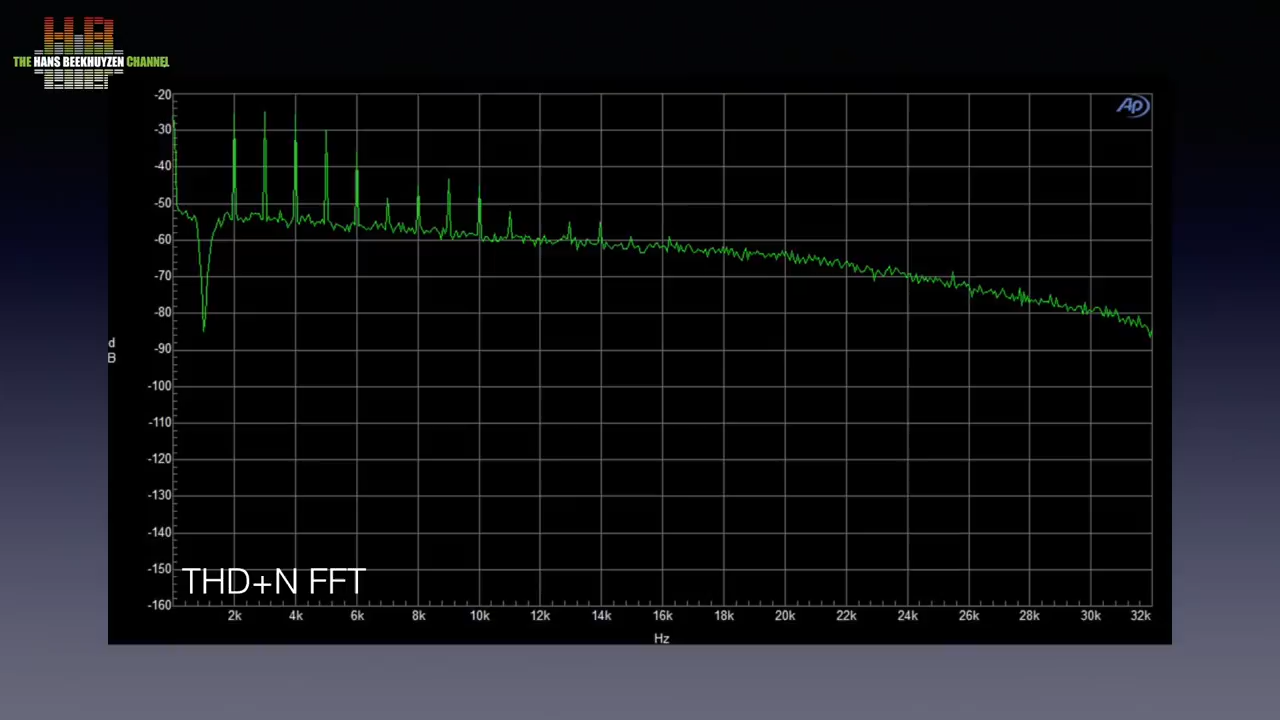 THE HANS BEEKHUYZEN CHANNEL
Ap
-20
-30
-40
-50
-60
-70
-80
-90
-100
-110
-120
-130
-140
-150
-160
d
B
THD+N FFT
2k 4k 6k 8k 10k 12k 14k 16k 18k 20k 22k 24k 26k 28k 30k 32k
Hz